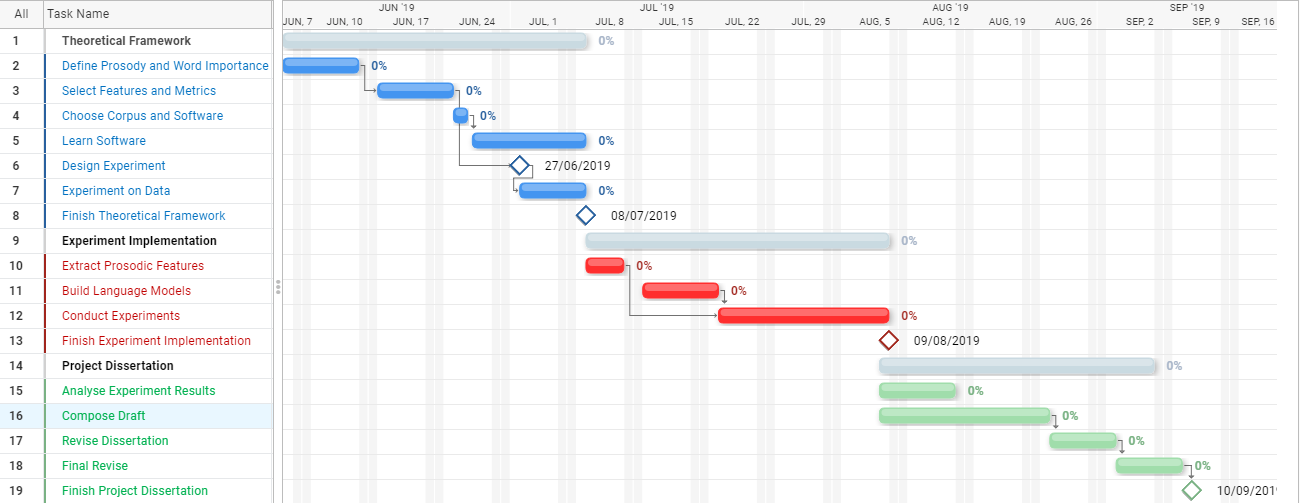 All Task Name
JUN '19 JUL '19 AUG '19 SEP '19
JUN, 7 JUN, 10 JUN, 17 JUN, 24 JUL, 1 JUL, 8 JUL, 15 JUL, 22 JUL, 29 AUG, 5 AUG, 12 AUG, 19 AUG, 26 SEP, 2 SEP, 9 SEP, 16
1 Theoretical Framework 0%
2 Define Prosody and Word Importance 0%
3 Select Features and Metrics 0%
4 Choose Corpus and Software 0%
5 Learn Software 0%
6 Design Experiment 27/06/2019
7 Experiment on Data 0%
8 Finish Theoretical Framework 08/07/2019
9 Experiment Implementation 0%
10 Extract Prosodic Features 0%
11 Build Language Models 0%
12 Conduct Experiments 0%
13 Finish Experiment Implementation 09/08/2019
14 Project Dissertation 0%
15 Analyse Experiment Results 0%
16 Compose Draft 0%
17 Revise Dissertation 0%
18 Final Revise 0%
19 Finish Project Dissertation 10/09/2019